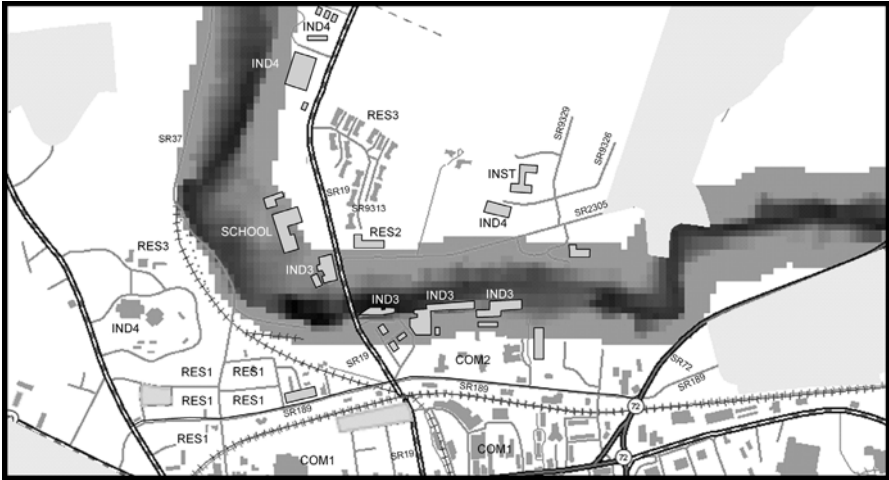 IND4
IND4
RES3
SR37
SR9329
SR9326
INST
SR19
SR9313
IND4
SR2305
SCHOOL
RES2
RES3
IND3
IND3
IND3
IND3
IND4
SR19
COM2
SR72
RES1
RES1
SR189
SR189
RES1
RES1
72
SR189
RES1
SR19
COM1
COM1
72